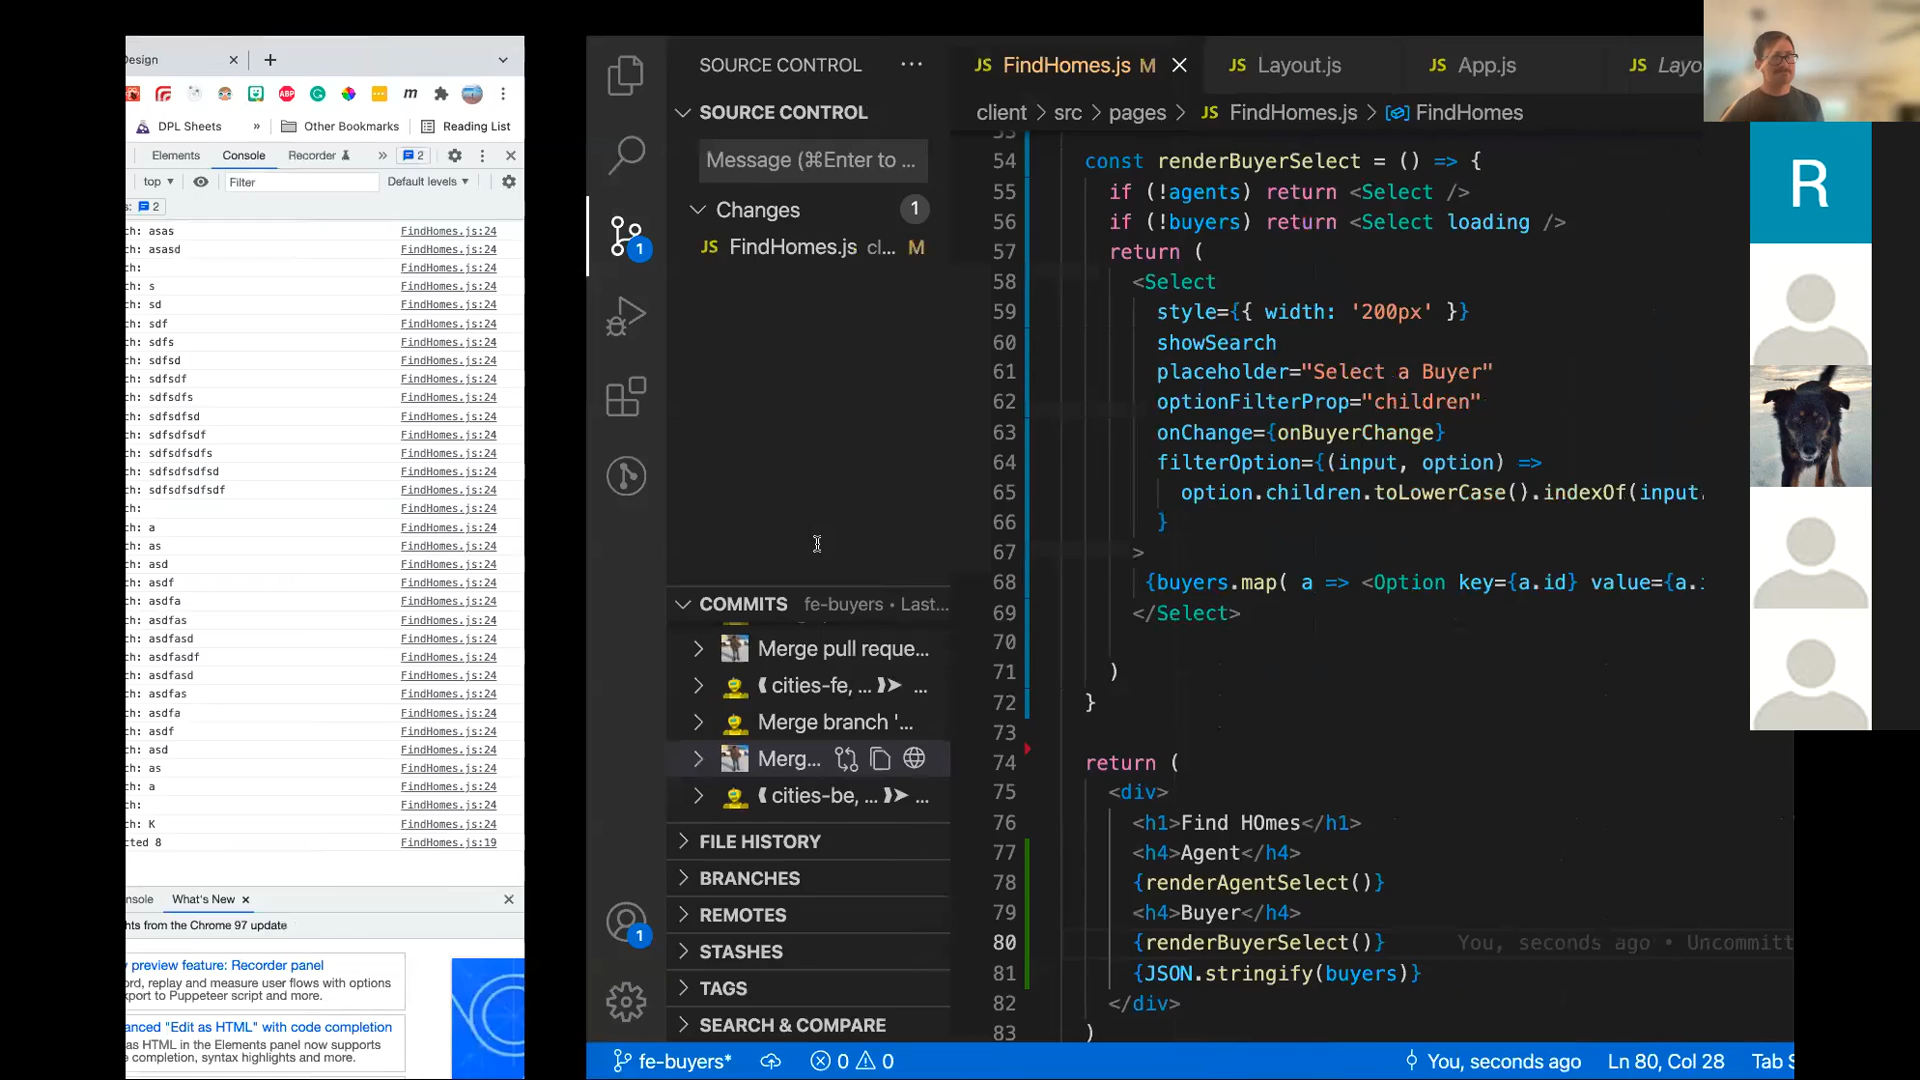 Design
DPL Sheets
»
Other Bookmarks
Reading List
Elements
Console
Recorder
»
2
top
Filter
Default levels
s:
2
ch: asas FindHomes.js:24
ch: asasd FindHomes.js:24
ch: FindHomes.js:24
ch: s FindHomes.js:24
ch: sd FindHomes.js:24
ch: sdf FindHomes.js:24
ch: sdfs FindHomes.js:24
ch: sdfsd FindHomes.js:24
ch: sdfsdf FindHomes.js:24
ch: sdfsdfs FindHomes.js:24
ch: sdfsdfsd FindHomes.js:24
ch: sdfsdfsdf FindHomes.js:24
ch: sdfsdfsdfs FindHomes.js:24
ch: sdfsdfsdfsd FindHomes.js:24
ch: sdfsdfsdfsdf FindHomes.js:24
ch: FindHomes.js:24
ch: a FindHomes.js:24
ch: as FindHomes.js:24
ch: asd FindHomes.js:24
ch: asdf FindHomes.js:24
ch: asdfa FindHomes.js:24
ch: asdfas FindHomes.js:24
ch: asdfasd FindHomes.js:24
ch: asdfasdf FindHomes.js:24
ch: asdfasd FindHomes.js:24
ch: asdfas FindHomes.js:24
ch: asdfa FindHomes.js:24
ch: asdf FindHomes.js:24
ch: asd FindHomes.js:24
ch: as FindHomes.js:24
ch: a FindHomes.js:24
ch: FindHomes.js:24
ch: K FindHomes.js:24
cted 8 FindHomes.js:19
nsole
What's New
hts from the Chrome 97 update
preview feature: Recorder panel
ord, replay and measure user flows with options
xport to Puppeteer script and more.
anced "Edit as HTML" with code completion
as HTML in the Elements panel now supports
completion, syntax highlights and more.
SOURCE CONTROL ...
SOURCE CONTROL
Message (⌘Enter to ...
Changes 1
JS FindHomes.js cl... M
1
COMMITS fe-buyers • Last...
Merge pull reque...
cities-fe, ... ...
Merge branch '...
Merg...
cities-be, ... ...
FILE HISTORY
BRANCHES
REMOTES
STASHES
TAGS
SEARCH & COMPARE
1
JS FindHomes.js M
JS Layout.js
JS App.js
JS Layo
client > src > pages > JS FindHomes.js > FindHomes
53
54 const renderBuyerSelect = () => {
55 if (!agents) return <Select />
56 if (!buyers) return <Select loading />
57 return (
58 <Select
59 style={{ width: '200px' }}
60 showSearch
61 placeholder="Select a Buyer"
62 optionFilterProp="children"
63 onChange={onBuyerChange}
64 filterOption={(input, option) =>
65 option.children.toLowerCase().indexOf(input.
66 }
67 >
68 {buyers.map( a => <Option key={a.id} value={a.
69 </Select>
70
71 )
72 }
73
74 return (
75 <div>
76 <h1>Find HOmes</h1>
77 <h4>Agent</h4>
78 {renderAgentSelect()}
79 <h4>Buyer</h4>
80 {renderBuyerSelect()} You, seconds ago • Uncommitt
81 {JSON.stringify(buyers)}
82 </div>
83 )
fe-buyers*
0 0
You, seconds ago
Ln 80, Col 28
Tab S
R